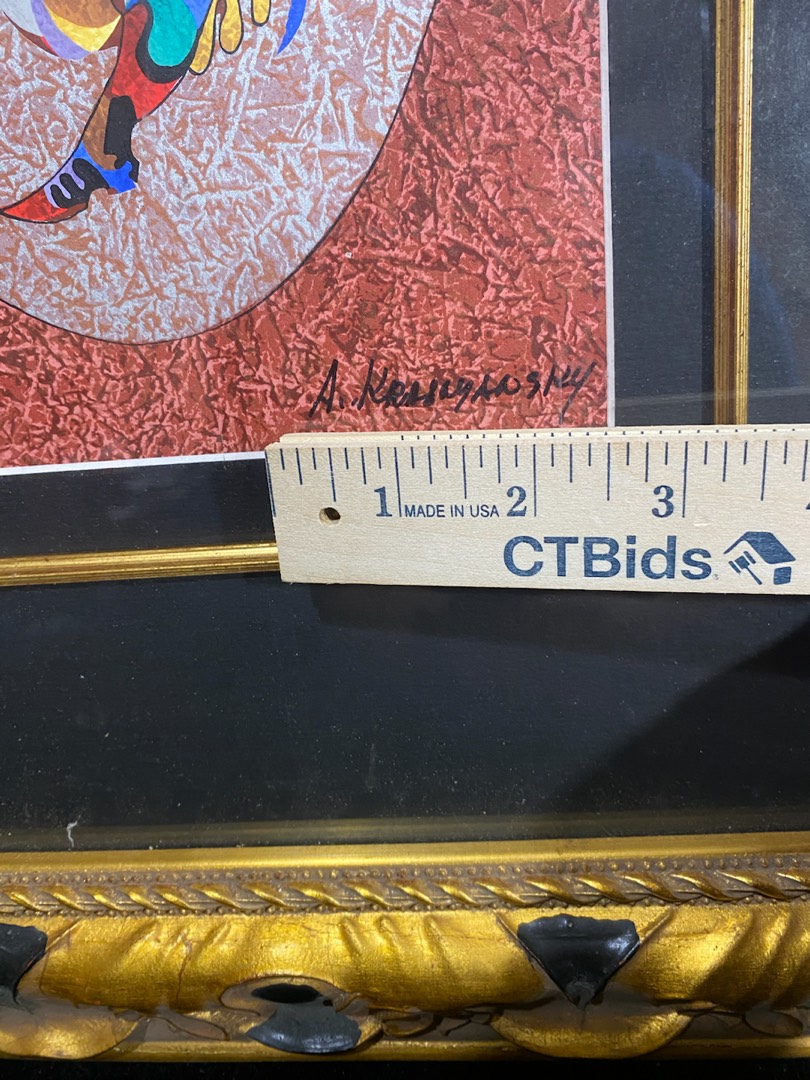 A. Krasnyansky
1 MADE IN USA 2 3
CTBids